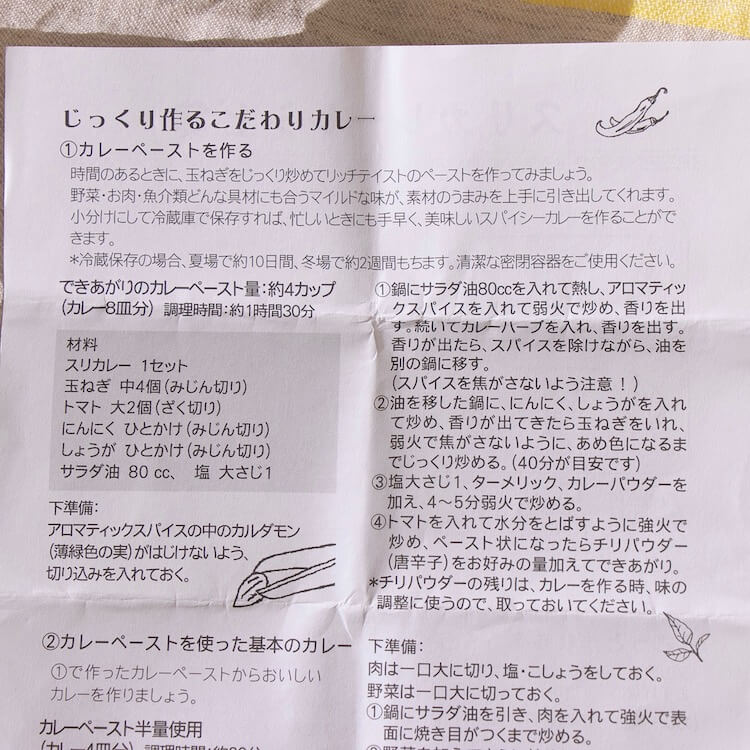 じっくり作るこだわりカレー
①カレーペーストを作る
時間のあるときに、玉ねぎをじっくり炒めてリッチテイストのペーストを作ってみましょう。
野菜・お肉・魚介類どんな具材にも合うマイルドな味が、素材のうまみを上手に引き出してくれます。
小分けにして冷蔵庫で保存すれば、忙しいときにも手早く、美味しいスパイシーカレーを作ることがで
きます。
*冷蔵保存の場合、夏場で約10日間、冬場で約2週間もちます。清潔な密閉容器をご使用ください。
できあがりのカレーペースト量：約4カップ
(カレー8皿分) 調理時間：約1時間30分
材料
スリカレー 1セット
玉ねぎ 中4個(みじん切り)
トマト 大2個(ざく切り)
にんにく ひとかけ(みじん切り)
しょうが ひとかけ(みじん切り)
サラダ油 80 cc、 塩 大さじ1
下準備：
アロマティックスパイスの中のカルダモン
(薄緑色の実)がはじけないよう、
切り込みを入れておく。
①鍋にサラダ油80ccを入れて熱し、アロマティッ
クスパイスを入れて弱火で炒め、香りを出
す。続いてカレーハーブを入れ、香りを出す。
香りが出たら、スパイスを除けながら、油を
別の鍋に移す。
(スパイスを焦がさないよう注意！)
②油を移した鍋に、にんにく、しょうがを入れ
て炒め、香りが出てきたら玉ねぎをいれ、
弱火で焦がさないように、あめ色になるま
でじっくり炒める。(40分が目安です)
③塩大さじ1、ターメリック、カレーパウダーを
加え、4〜5分弱火で炒める。
④トマトを入れて水分をとばすように強火で
炒め、ペースト状になったらチリパウダー
(唐辛子)をお好みの量加えてできあがり。
*チリパウダーの残りは、カレーを作る時、味の
調整に使うので、取っておいてください。
②カレーペーストを使った基本のカレー
①で作ったカレーペーストからおいしい
カレーを作りましょう。
カレーペースト半量使用
(カレー4皿分)
下準備：
肉は一口大に切り、塩・こしょうをしておく。
野菜は一口大に切っておく。
①鍋にサラダ油を引き、肉を入れて強火で表
面に焼き目がつくまで炒める。